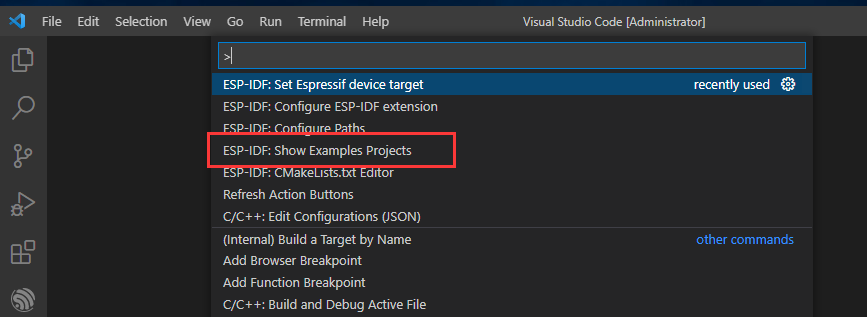 File Edit Selection View Go Run Terminal Help Visual Studio Code [Administrator]
>
ESP-IDF: Set Espressif device target recently used
ESP-IDF: Configure ESP-IDF extension
ESP-IDF: Configure Paths
ESP-IDF: Show Examples Projects
ESP-IDF: CMakeLists.txt Editor
Refresh Action Buttons
C/C++: Edit Configurations (JSON)
(Internal) Build a Target by Name other commands
Add Browser Breakpoint
Add Function Breakpoint
C/C++: Build and Debug Active File